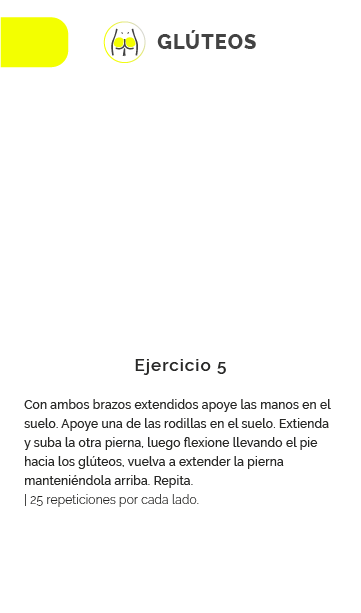 GLÚTEOS
Ejercicio 5
Con ambos brazos extendidos apoye las manos en el
suelo. Apoye una de las rodillas en el suelo. Extienda
y suba la otra pierna, luego flexione llevando el pie
hacia los glúteos, vuelva a extender la pierna
manteniéndola arriba. Repita.
| 25 repeticiones por cada lado.